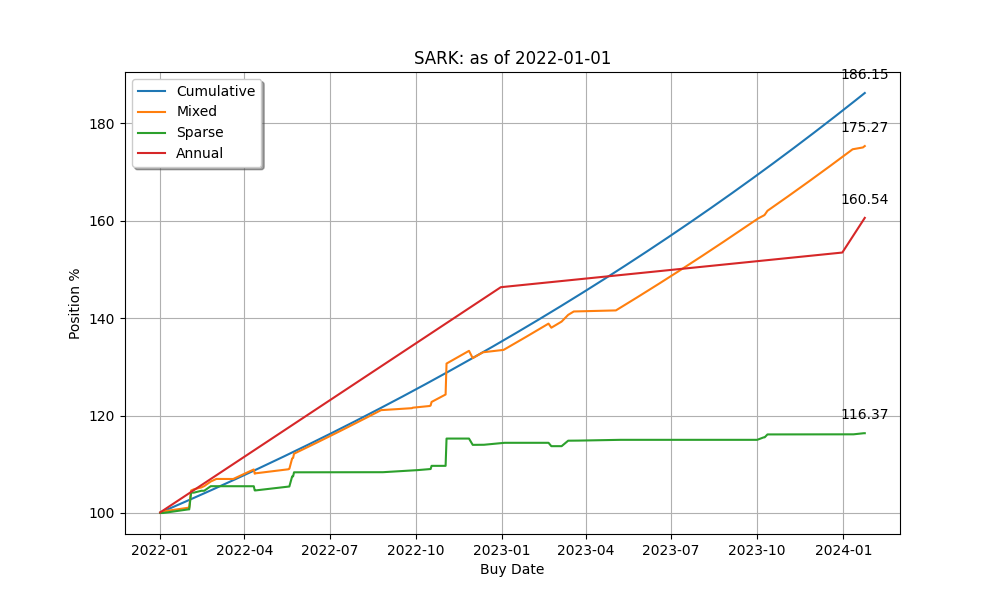 SARK: as of 2022-01-01
186.15
Cumulative
Mixed
Sparse
Annual
175.27
160.54
116.37
180
160
140
120
100
Position %
2022-01 2022-04 2022-07 2022-10 2023-01 2023-04 2023-07 2023-10 2024-01
Buy Date